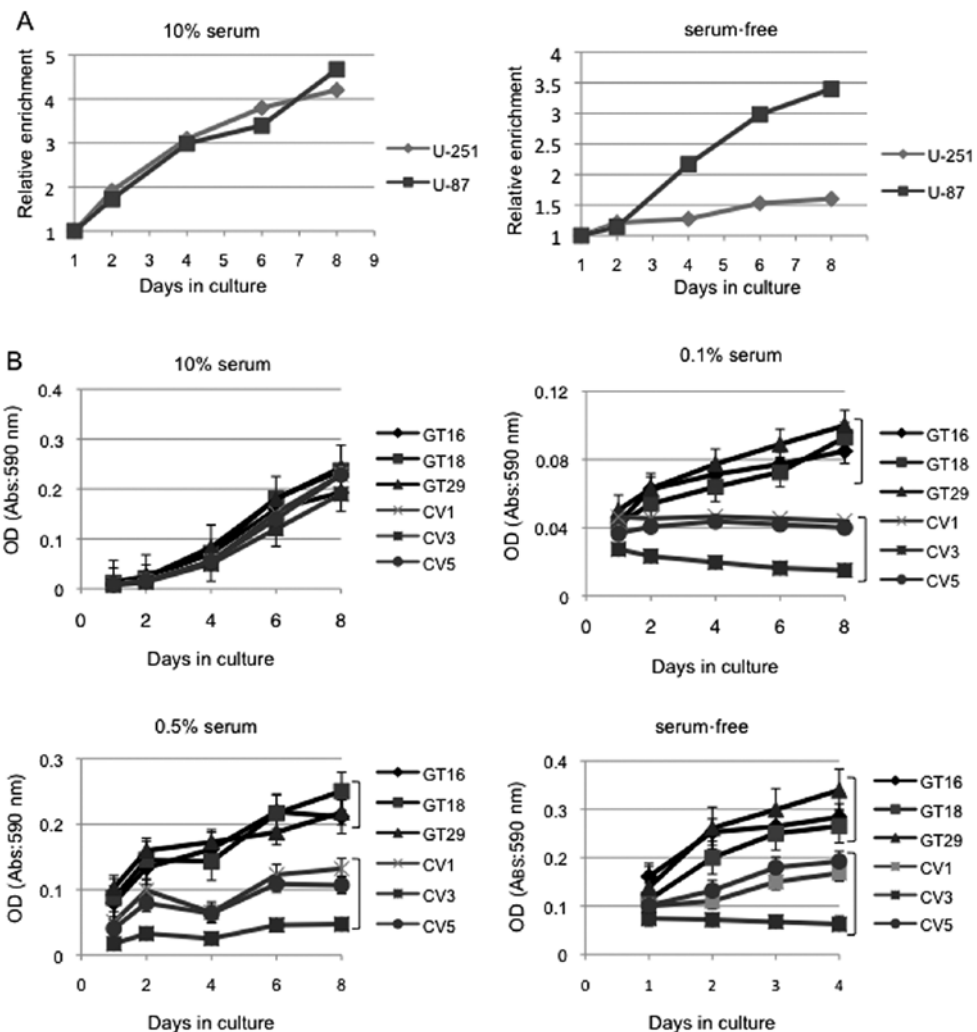 A
10% serum
Relative enrichment
5
4
3
2
1
1 2 3 4 5 6 7 8 9
Days in culture
U-251
U-87
serum-free
Relative enrichment
4
3.5
3
2.5
2
1.5
1
1 2 3 4 5 6 7 8
Days in culture
U-251
U-87
B
10% serum
OD (Abs:590 nm)
0.4
0.3
0.2
0.1
0
0 2 4 6 8
Days in culture
GT16
GT18
GT29
CV1
CV3
CV5
0.1% serum
OD (Abs:590 nm)
0.12
0.08
0.04
0
0 2 4 6 8
Days in culture
GT16
GT18
GT29
CV1
CV3
CV5
0.5% serum
OD (Abs:590 nm)
0.3
0.2
0.1
0
0 2 4 6 8
Days in culture
GT16
GT18
GT29
CV1
CV3
CV5
serum-free
OD (Abs:590 nm)
0.4
0.3
0.2
0.1
0
0 1 2 3 4
Days in culture
GT16
GT18
GT29
CV1
CV3
CV5